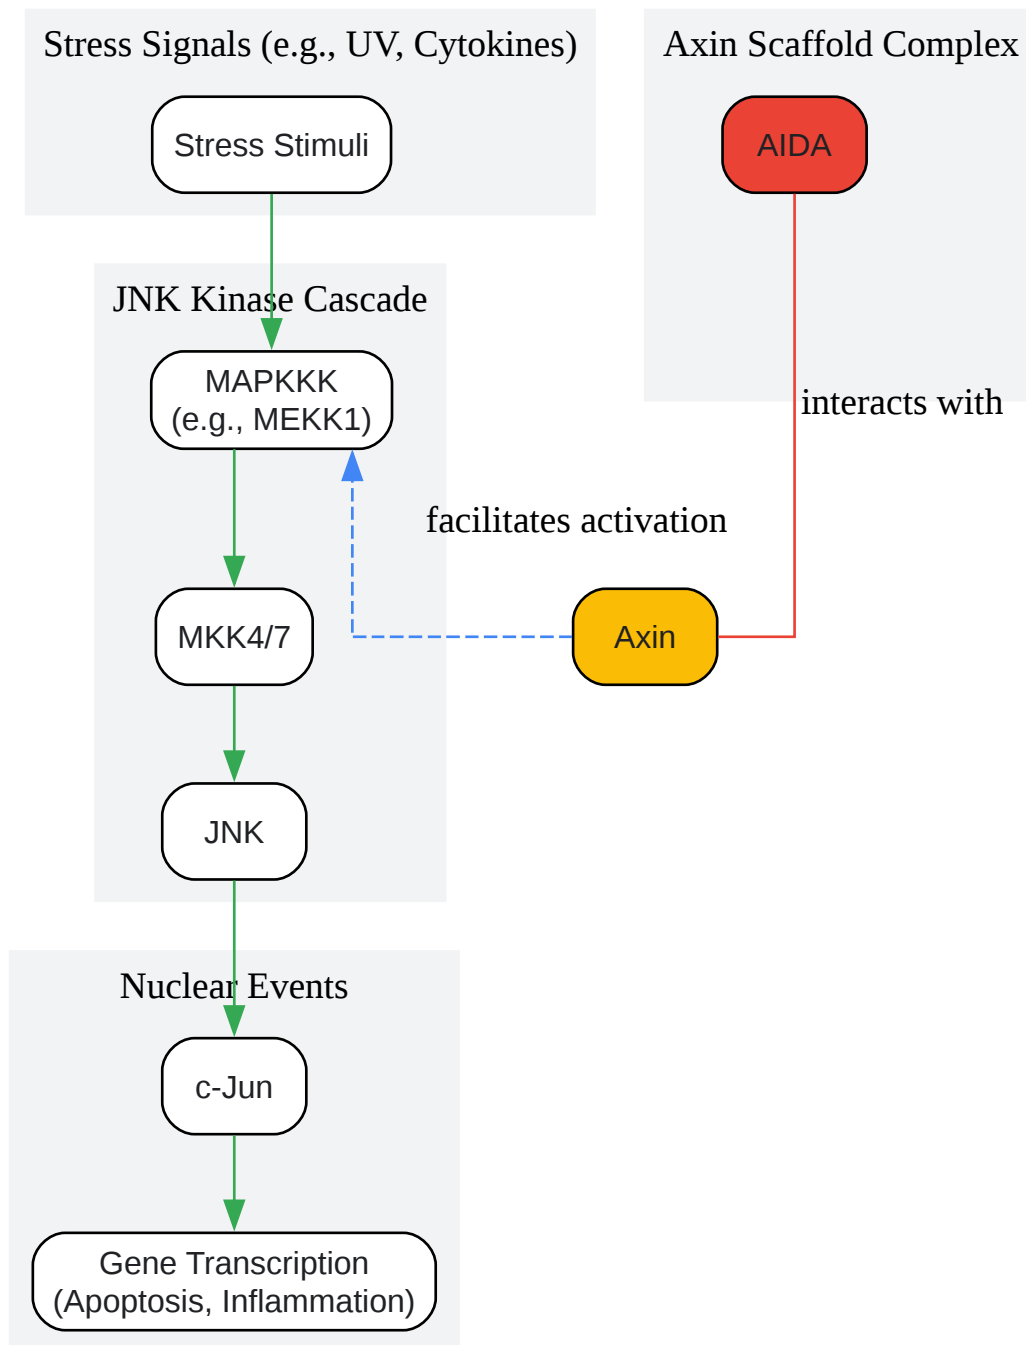 Stress Signals (e.g., UV, Cytokines)
Axin Scaffold Complex
Stress Stimuli
AIDA
JNK Kinase Cascade
MAPKKK
(e.g., MEKK1)
interacts with
facilitates activation
MKK4/7
Axin
JNK
Nuclear Events
c-Jun
Gene Transcription
(Apoptosis, Inflammation)